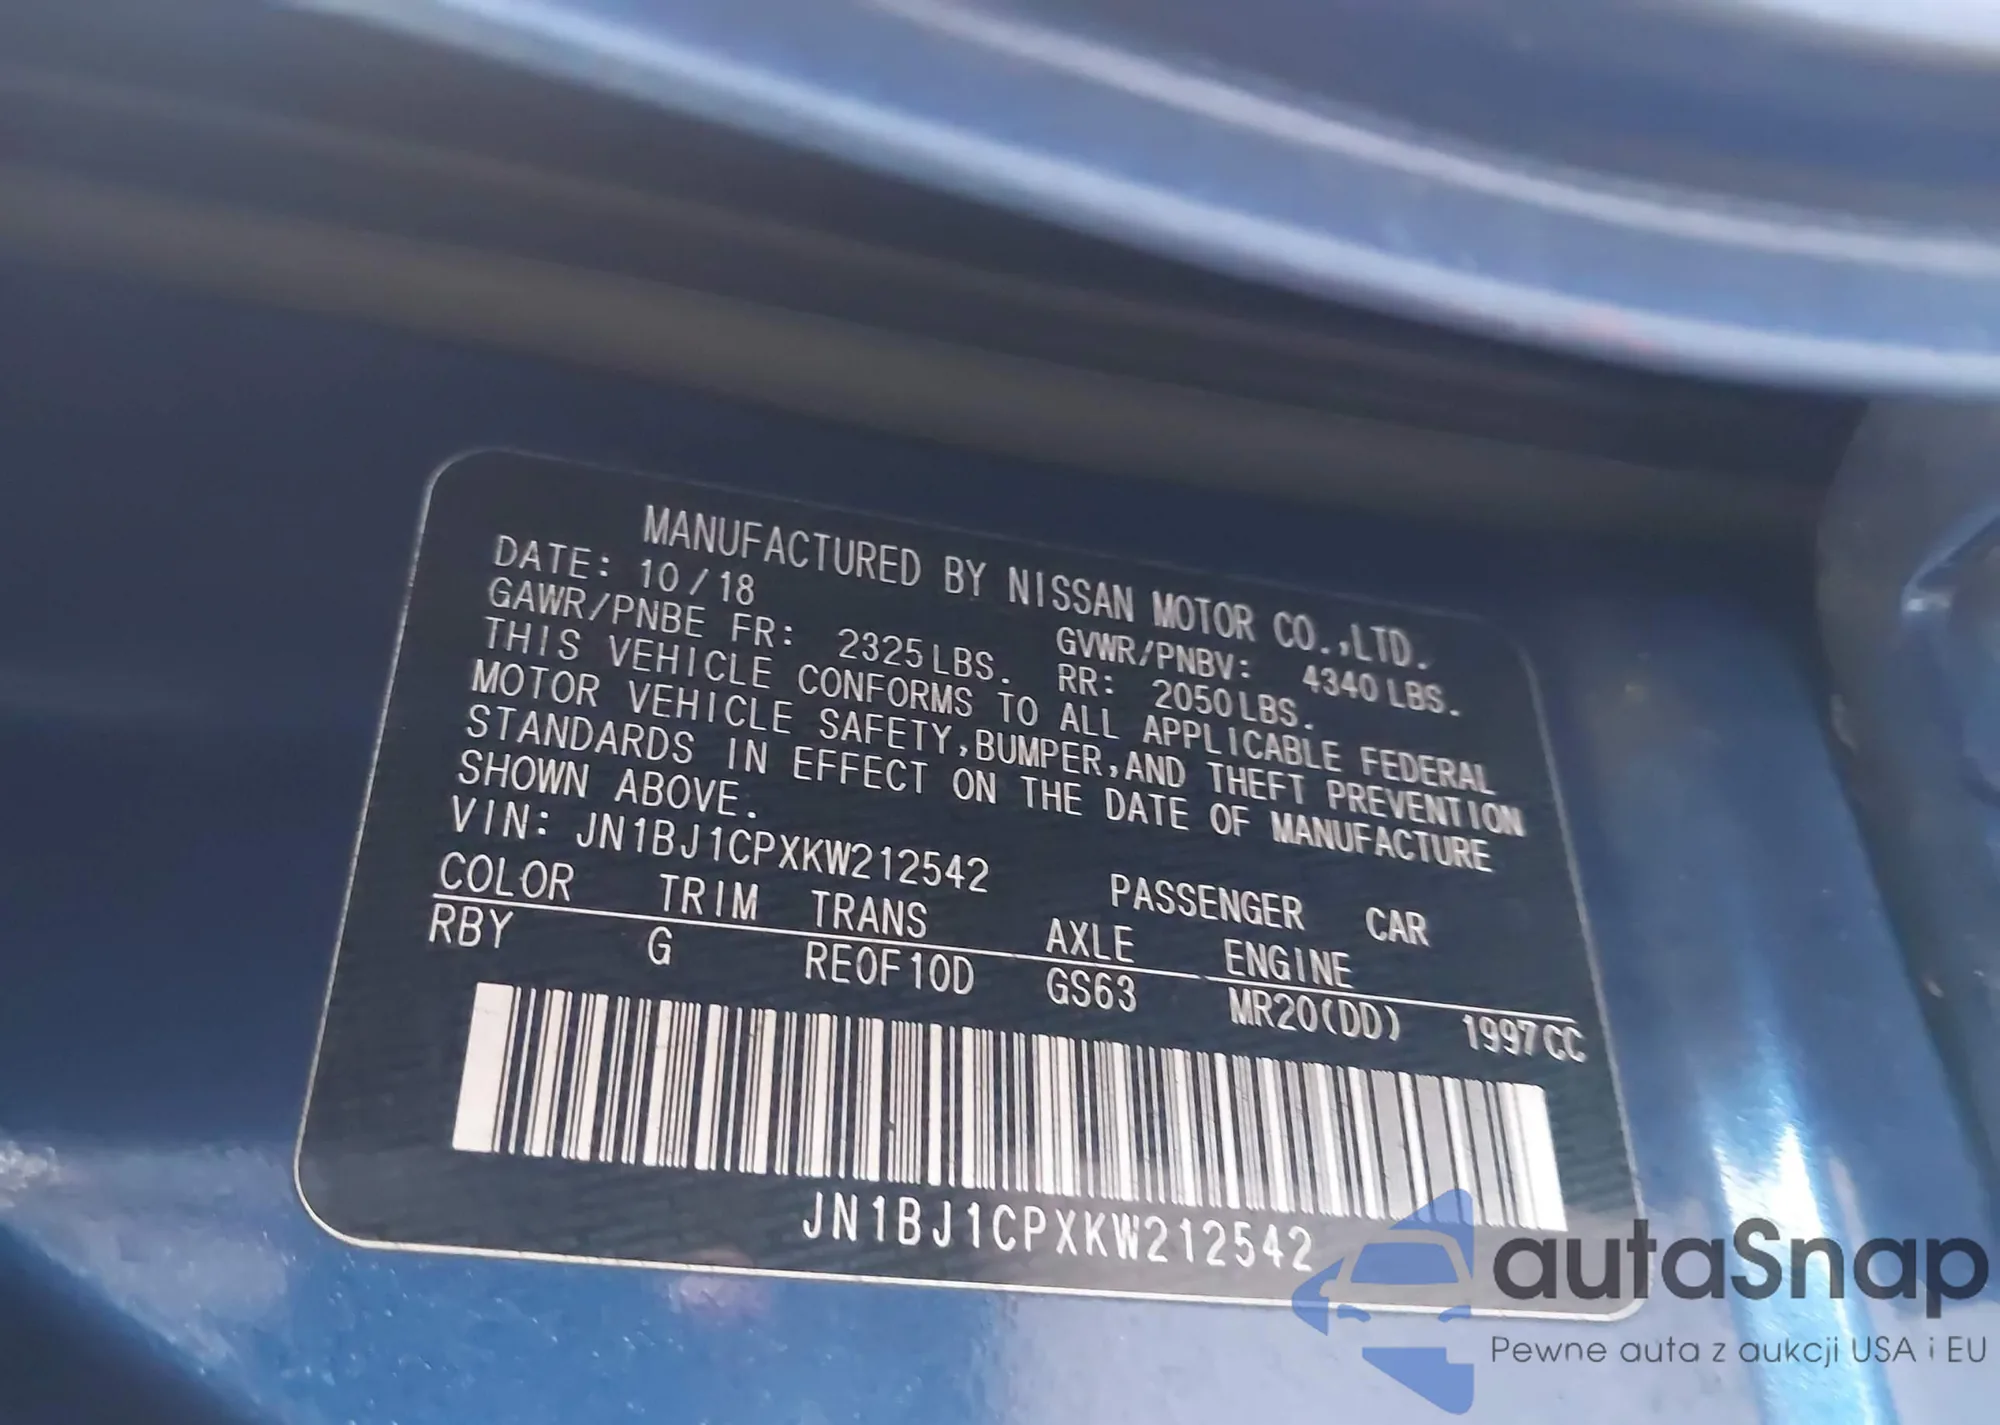 MANUFACTURED BY NISSAN MOTOR CO.,LTD.
DATE: 10/18 GVWR/PNBV: 4340LBS.
GAWR/PNBE FR: 2325LBS. RR: 2050LBS.
THIS VEHICLE CONFORMS TO ALL APPLICABLE FEDERAL
MOTOR VEHICLE SAFETY,BUMPER,AND THEFT PREVENTION
STANDARDS IN EFFECT ON THE DATE OF MANUFACTURE
SHOWN ABOVE.
VIN: JN1BJ1CPXKW212542 PASSENGER CAR
COLOR TRIM TRANS AXLE ENGINE
RBY G RE0F10D GS63 MR20(DD) 1997CC
JN1BJ1CPXKW212542
autaSnap
Pewne auta z aukcji USA i EU